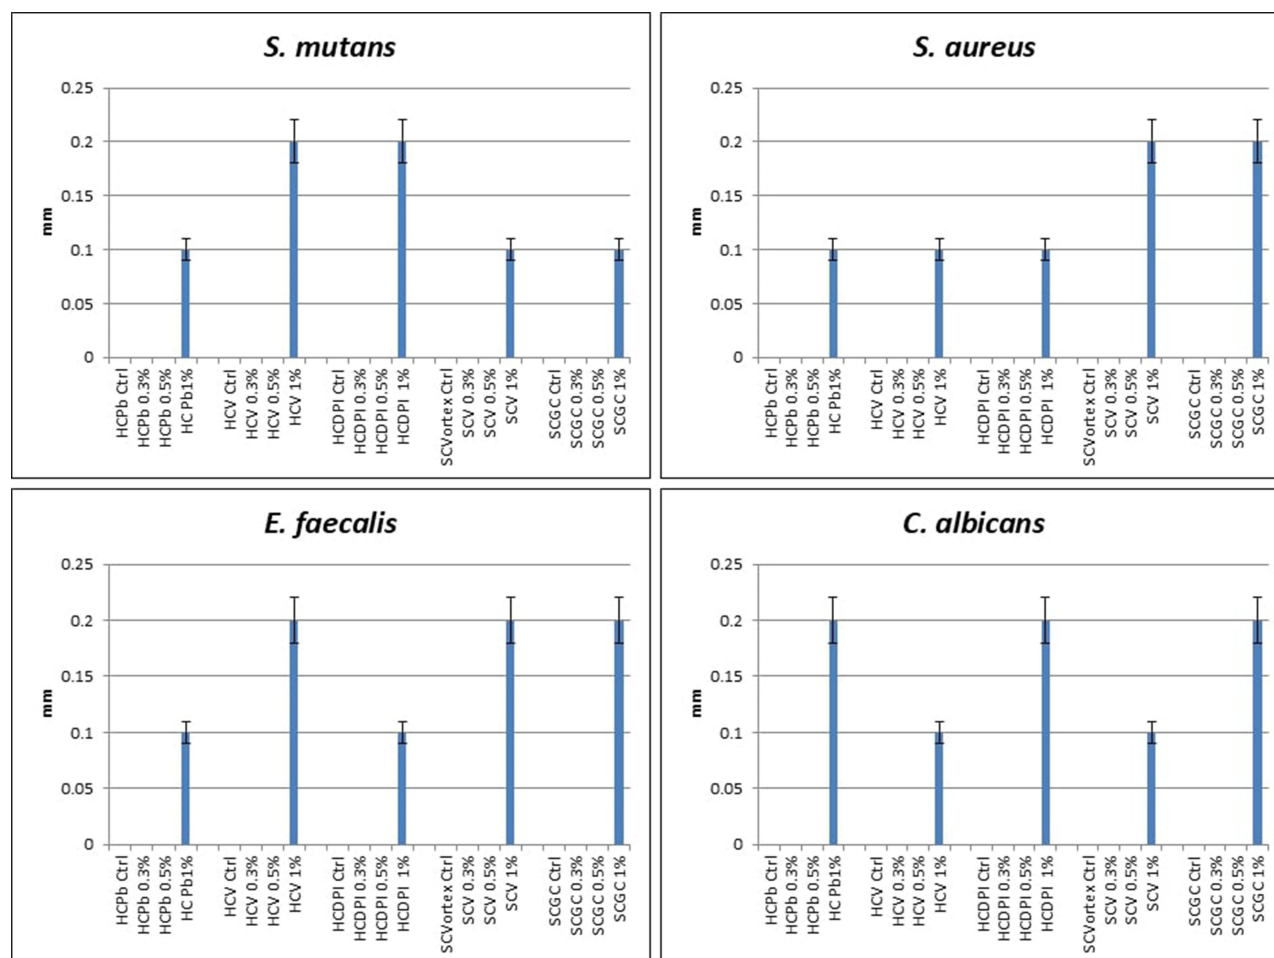 S. mutans
0.25
0.2
0.15
0.1
0.05
0
mm
HCPb Ctrl
HCPb 0.3%
HCPb 0.5%
HC Pb1%
HCV Ctrl
HCV 0.3%
HCV 0.5%
HCV 1%
HCDPI Ctrl
HCDPI 0.3%
HCDPI 0.5%
HCDPI 1%
SCVortex Ctrl
SCV 0.3%
SCV 0.5%
SCV 1%
SCGC Ctrl
SCGC 0.3%
SCGC 0.5%
SCGC 1%
S. aureus
0.25
0.2
0.15
0.1
0.05
0
mm
HCPb Ctrl
HCPb 0.3%
HCPb 0.5%
HC Pb1%
HCV Ctrl
HCV 0.3%
HCV 0.5%
HCV 1%
HCDPI Ctrl
HCDPI 0.3%
HCDPI 0.5%
HCDPI 1%
SCVortex Ctrl
SCV 0.3%
SCV 0.5%
SCV 1%
SCGC Ctrl
SCGC 0.3%
SCGC 0.5%
SCGC 1%
E. faecalis
0.25
0.2
0.15
0.1
0.05
0
mm
HCPb Ctrl
HCPb 0.3%
HCPb 0.5%
HC Pb1%
HCV Ctrl
HCV 0.3%
HCV 0.5%
HCV 1%
HCDPI Ctrl
HCDPI 0.3%
HCDPI 0.5%
HCDPI 1%
SCVortex Ctrl
SCV 0.3%
SCV 0.5%
SCV 1%
SCGC Ctrl
SCGC 0.3%
SCGC 0.5%
SCGC 1%
C. albicans
0.25
0.2
0.15
0.1
0.05
0
mm
HCPb Ctrl
HCPb 0.3%
HCPb 0.5%
HC Pb1%
HCV Ctrl
HCV 0.3%
HCV 0.5%
HCV 1%
HCDPI Ctrl
HCDPI 0.3%
HCDPI 0.5%
HCDPI 1%
SCVortex Ctrl
SCV 0.3%
SCV 0.5%
SCV 1%
SCGC Ctrl
SCGC 0.3%
SCGC 0.5%
SCGC 1%